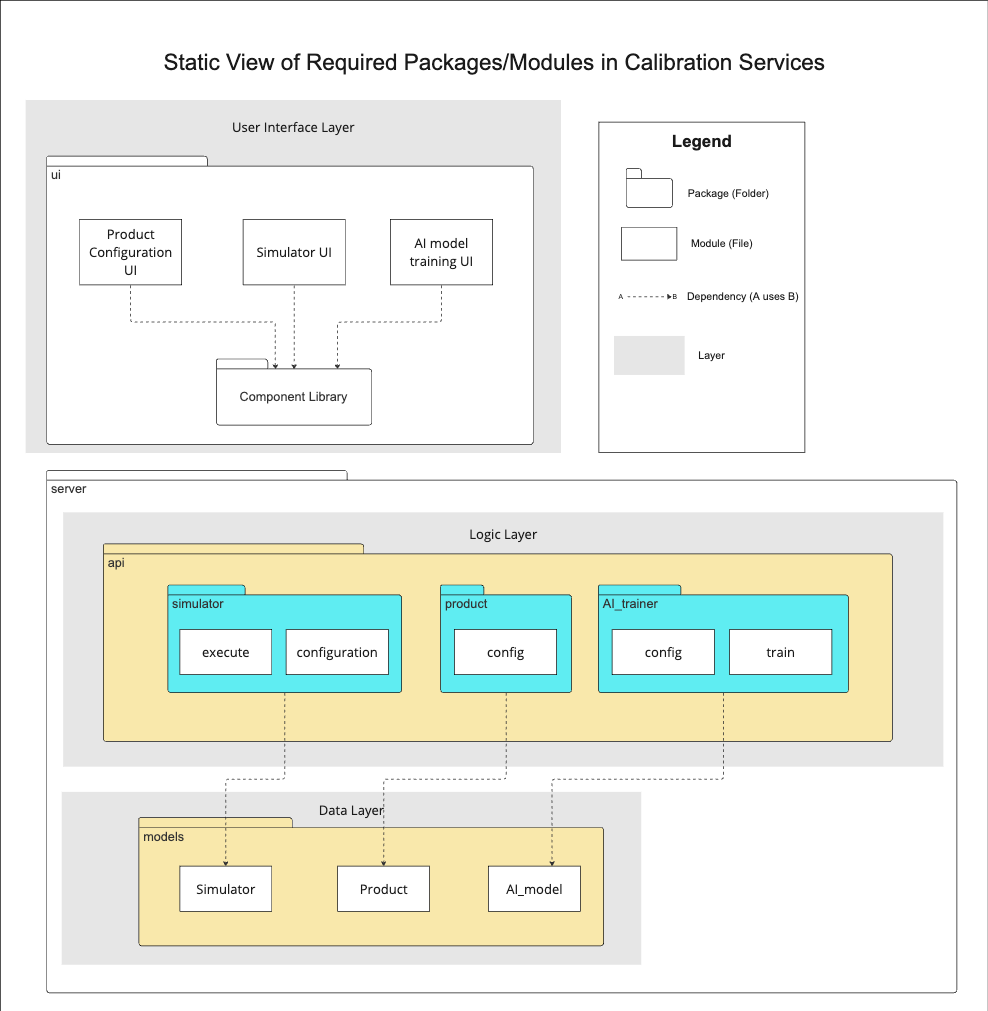 Static View of Required Packages/Modules in Calibration Services
User Interface Layer
ui
Product
Configuration
UI
Simulator UI
AI model
training UI
Component Library
Legend
Package (Folder)
Module (File)
A
B
Dependency (A uses B)
Layer
server
Logic Layer
api
simulator
execute
configuration
product
config
AI_trainer
config
train
Data Layer
models
Simulator
Product
AI_model